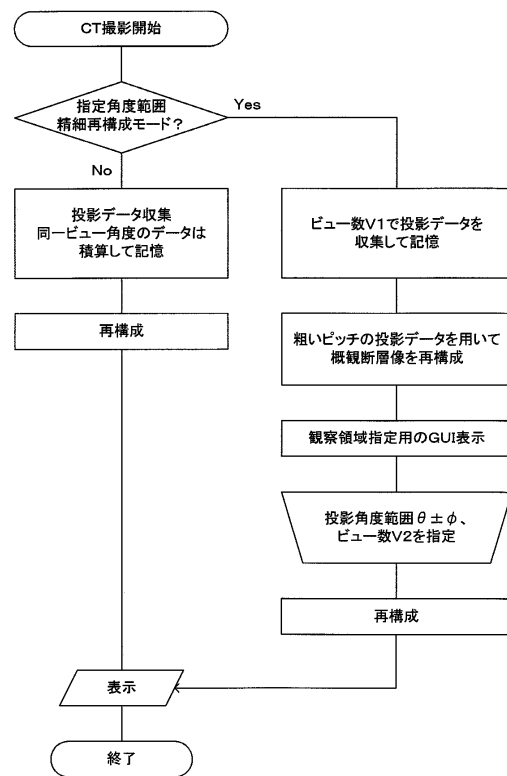 CT撮影開始
指定角度範囲
精細再構成モード？
Yes
No
投影データ収集
同一ビュー角度のデータは
積算して記憶
再構成
ビュー数V1で投影データを
収集して記憶
粗いピッチの投影データを用いて
概観断層像を再構成
観察領域指定用のGUI表示
投影角度範囲θ±φ、
ビュー数V2を指定
再構成
表示
終了